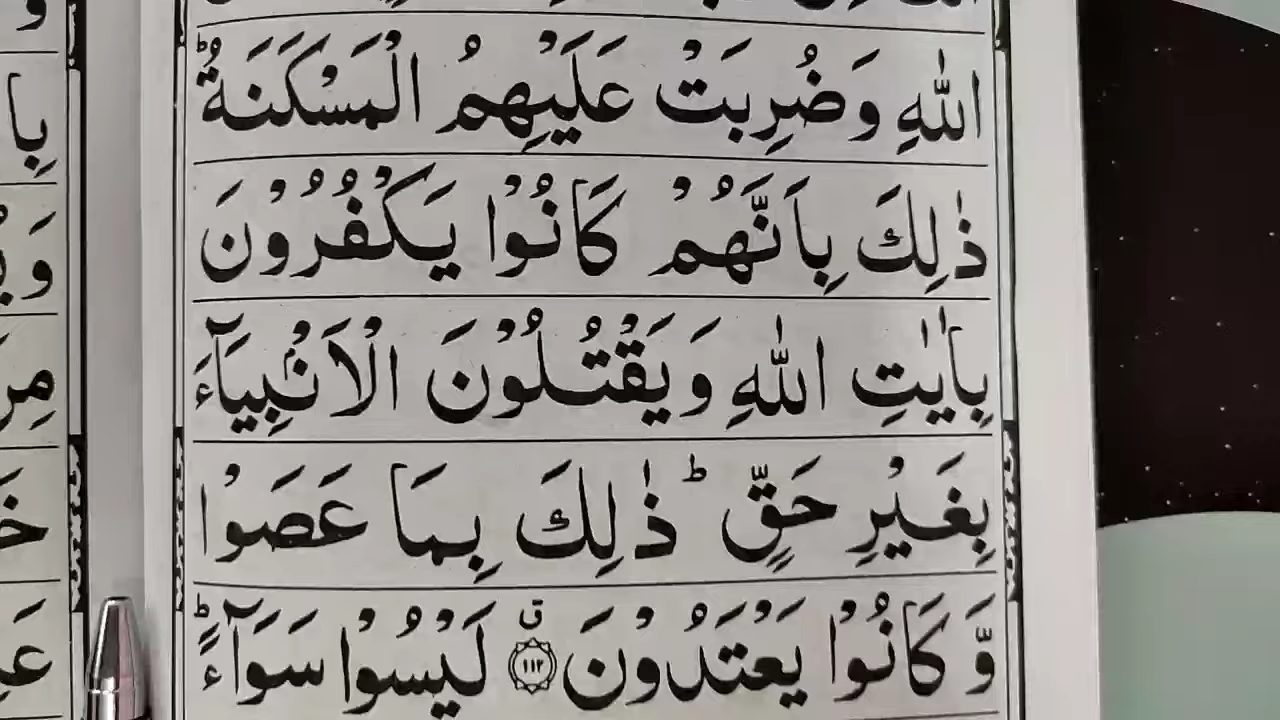 اللّٰهِ وَضُرِبَتْ عَلَيْهِمُ الْمَسْكَنَةُ ؕ
ذٰلِكَ بِاَنَّهُمْ كَانُوْا يَكْفُرُوْنَ
بِاٰيٰتِ اللّٰهِ وَيَقْتُلُوْنَ الْاَنْۢبِيَآءَ
بِغَيْرِ حَقٍّ ؕ ذٰلِكَ بِمَا عَصَوْا
وَّ كَانُوْا يَعْتَدُوْنَ ۝۱۱۲ ق لَيْسُوْا سَوَآءً ؕ